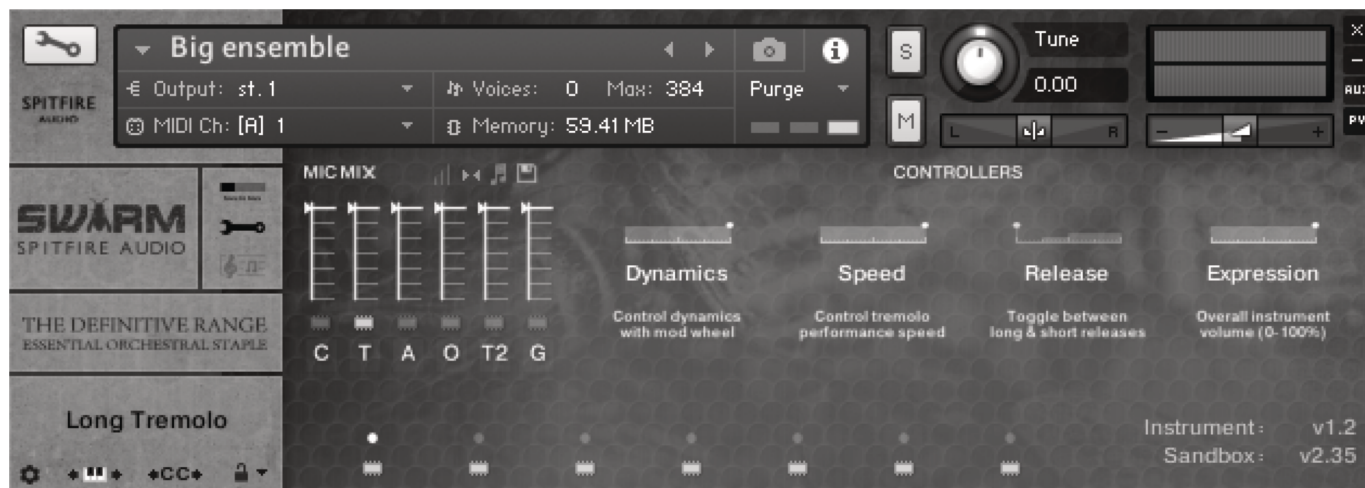 Big ensemble
S
Tune
0.00
×
-
AUX
PV
SPITFIRE
AUDIO
Output: st.1
Voices: 0 Max: 384
Purge
MIDI Ch: [A] 1
Memory: 59.41 MB
M
L
R
-
+
MIC MIX
CONTROLLERS
SWARM
SPITFIRE AUDIO
Dynamics
Speed
Release
Expression
Control dynamics
with mod wheel
Control tremolo
performance speed
Toggle between
long & short releases
Overall instrument
volume (0-100%)
THE DEFINITIVE RANGE
ESSENTIAL ORCHESTRAL STAPLE
C T A O T2 G
Long Tremolo
CC
Instrument: v1.2
Sandbox: v2.35